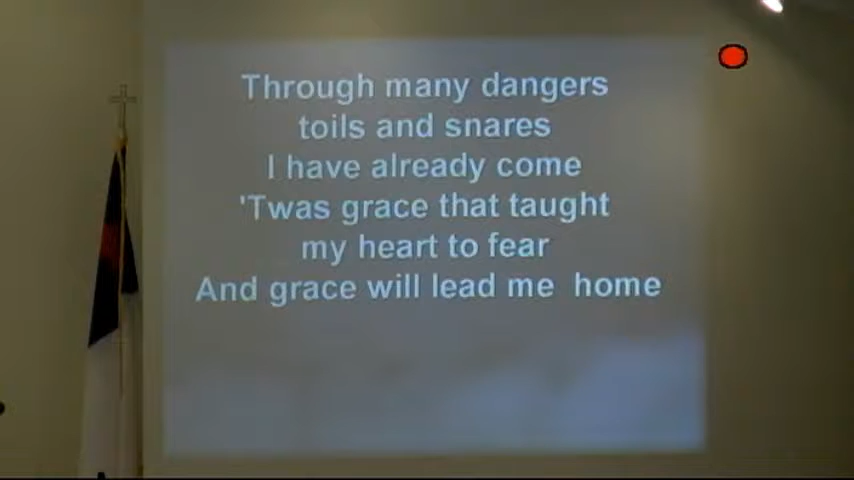 Through many dangers
toils and snares
I have already come
'Twas grace that taught
my heart to fear
And grace will lead me home